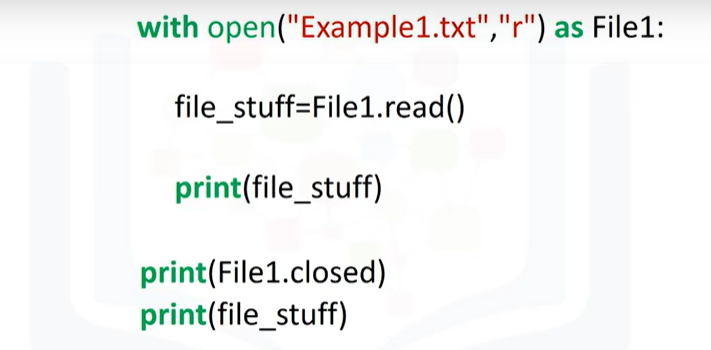 with open("Example1.txt","r") as File1:
file_stuff=File1.read()
print(file_stuff)
print(File1.closed)
print(file_stuff)